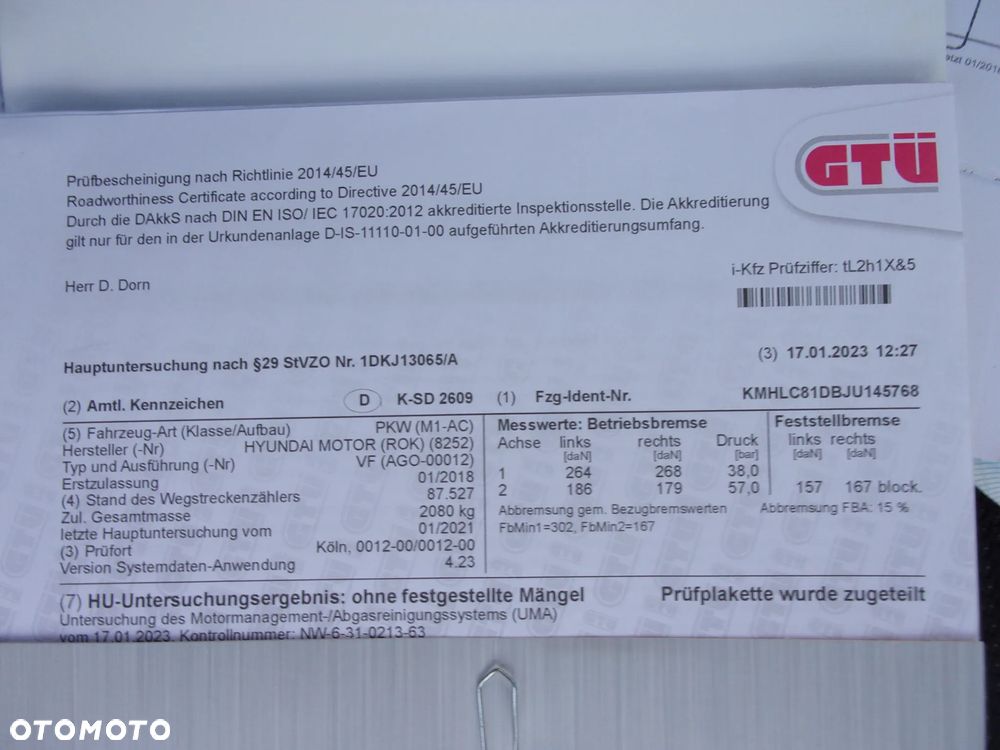 etzt 01/2018
GTÜ
Prüfbescheinigung nach Richtlinie 2014/45/EU
Roadworthiness Certificate according to Directive 2014/45/EU
Durch die DAkkS nach DIN EN ISO/ IEC 17020:2012 akkreditierte Inspektionsstelle. Die Akkreditierung
gilt nur für den in der Urkundenanlage D-IS-11110-01-00 aufgeführten Akkreditierungsumfang.
i-Kfz Prüfziffer: tL2h1X&5
Herr D. Dorn
Hauptuntersuchung nach §29 StVZO Nr. 1DKJ13065/A (3) 17.01.2023 12:27
(2) Amtl. Kennzeichen D K-SD 2609 (1) Fzg-Ident-Nr. KMHLC81DBJU145768
(5) Fahrzeug-Art (Klasse/Aufbau) PKW (M1-AC)
Hersteller (-Nr) HYUNDAI MOTOR (ROK) (8252)
Typ und Ausführung (-Nr) VF (AGO-00012)
Erstzulassung 01/2018
(4) Stand des Wegstreckenzählers 87.527
Zul. Gesamtmasse 2080 kg
letzte Hauptuntersuchung vom 01/2021
(3) Prüfort Köln, 0012-00/0012-00
Version Systemdaten-Anwendung 4.23
Messwerte: Betriebsbremse Feststellbremse
Achse links rechts Druck links rechts
[daN] [daN] [bar] [daN] [daN]
1 264 268 38,0
2 186 179 57,0 157 167 block.
Abbremsung gem. Bezugbremswerten Abbremsung FBA: 15 %
FbMin1=302, FbMin2=167
(7) HU-Untersuchungsergebnis: ohne festgestellte Mängel Prüfplakette wurde zugeteilt
Untersuchung des Motormanagement-/Abgasreinigungssystems (UMA)
vom 17.01.2023, Kontrollnummer: NW-6-31-0213-63
OTOMOTO